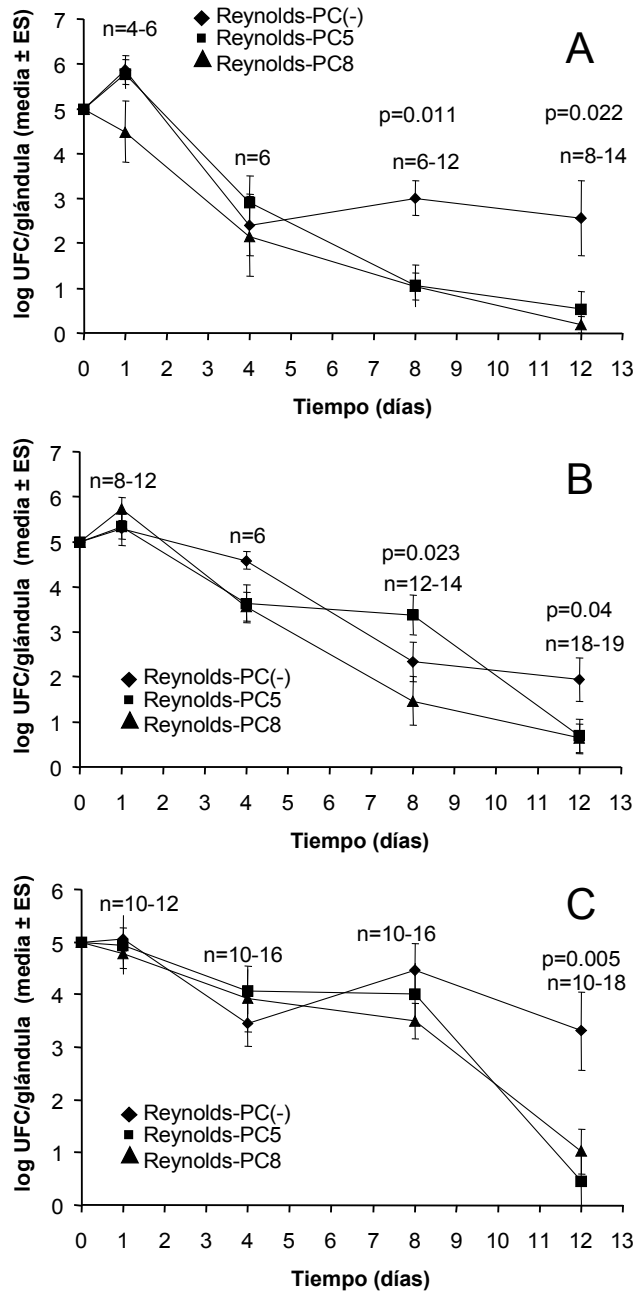 Reynolds-PC(-)
Reynolds-PC5
Reynolds-PC8
A
n=4-6
n=6
p=0.011
n=6-12
p=0.022
n=8-14
log UFC/glándula (media ± ES)
7
6
5
4
3
2
1
0
0 1 2 3 4 5 6 7 8 9 10 11 12 13
Tiempo (días)
B
n=8-12
n=6
p=0.023
n=12-14
p=0.04
n=18-19
Reynolds-PC(-)
Reynolds-PC5
Reynolds-PC8
log UFC/glándula (media ± ES)
7
6
5
4
3
2
1
0
0 1 2 3 4 5 6 7 8 9 10 11 12 13
Tiempo (días)
C
n=10-12
n=10-16
n=10-16
p=0.005
n=10-18
Reynolds-PC(-)
Reynolds-PC5
Reynolds-PC8
log UFC/glándula (media ± ES)
6
5
4
3
2
1
0
0 1 2 3 4 5 6 7 8 9 10 11 12 13
Tiempo (días)